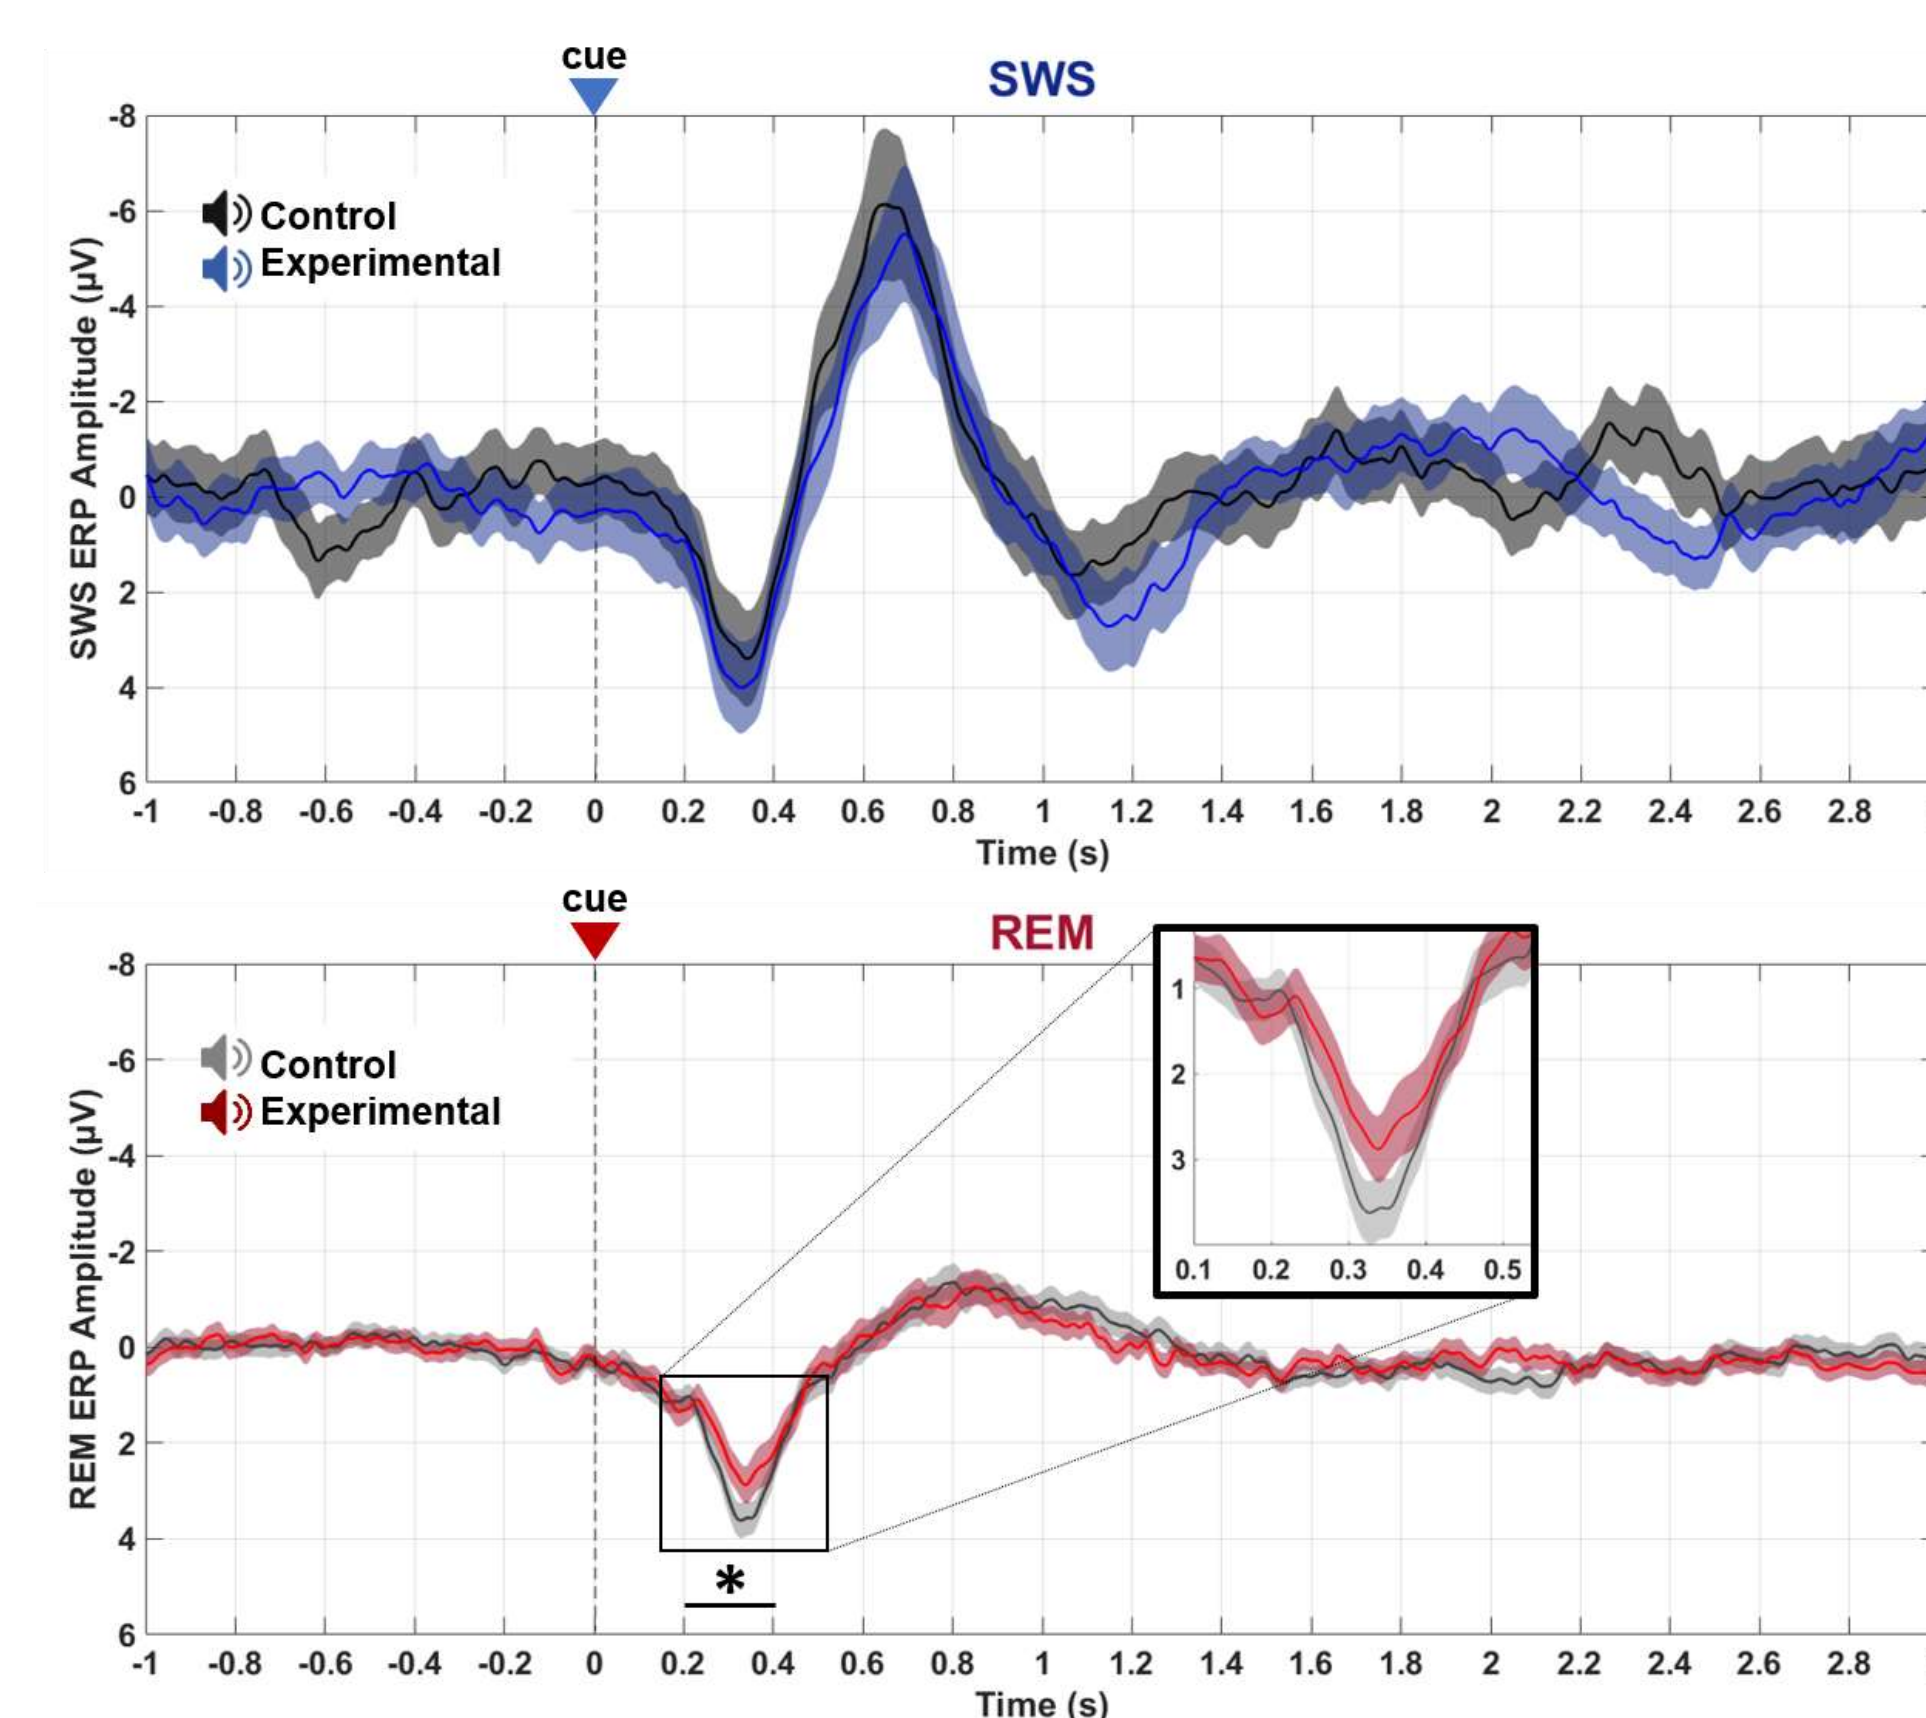 cue
SWS
-8
-6
-4
-2
0
2
4
6
SWS ERP Amplitude (µV)
Control
Experimental
-1 -0.8 -0.6 -0.4 -0.2 0 0.2 0.4 0.6 0.8 1 1.2 1.4 1.6 1.8 2 2.2 2.4 2.6 2.8
Time (s)
cue
REM
-8
-6
-4
-2
0
2
4
6
REM ERP Amplitude (µV)
Control
Experimental
1
2
3
0.1 0.2 0.3 0.4 0.5
*
-1 -0.8 -0.6 -0.4 -0.2 0 0.2 0.4 0.6 0.8 1 1.2 1.4 1.6 1.8 2 2.2 2.4 2.6 2.8
Time (s)